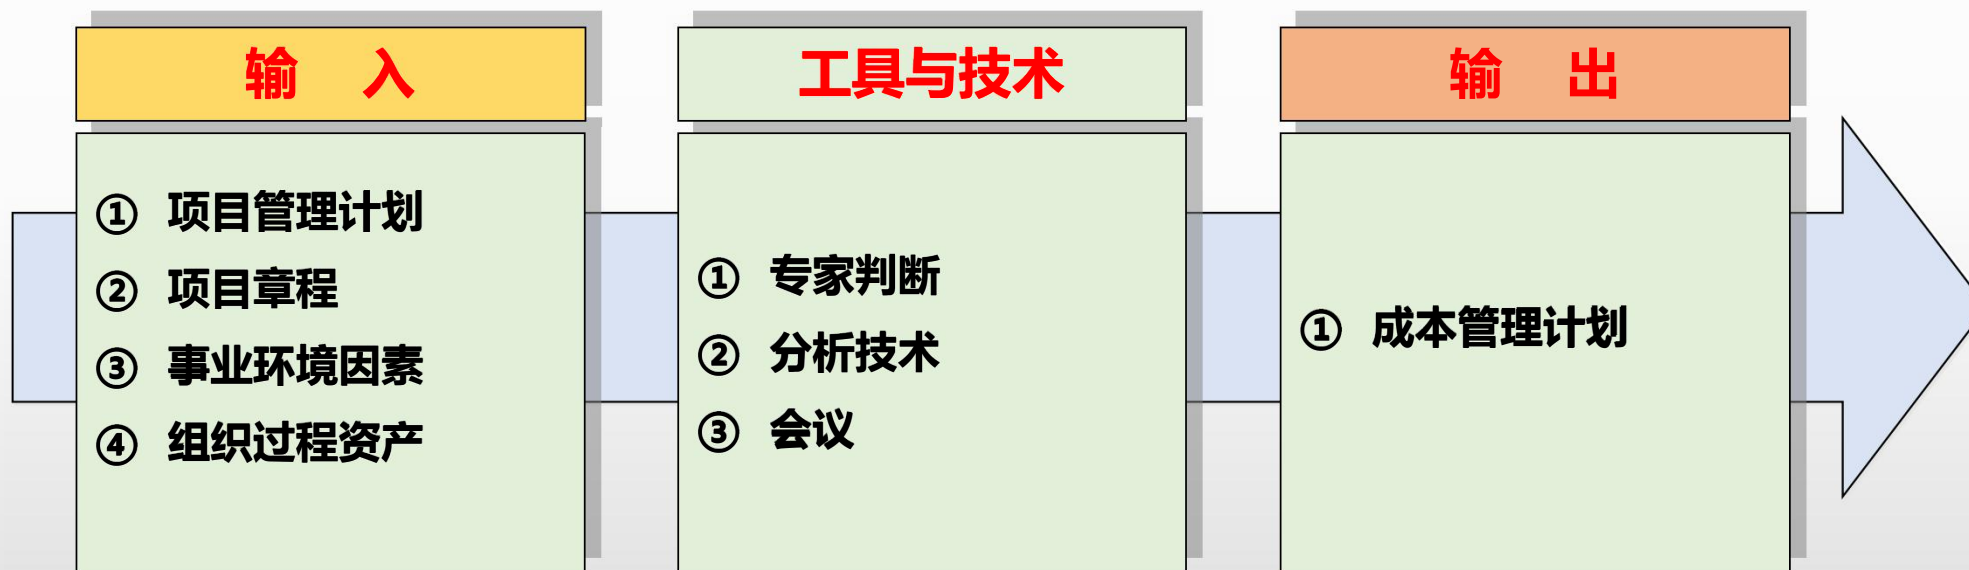 输 入
① 项目管理计划
② 项目章程
③ 事业环境因素
④ 组织过程资产
工具与技术
① 专家判断
② 分析技术
③ 会议
输 出
① 成本管理计划